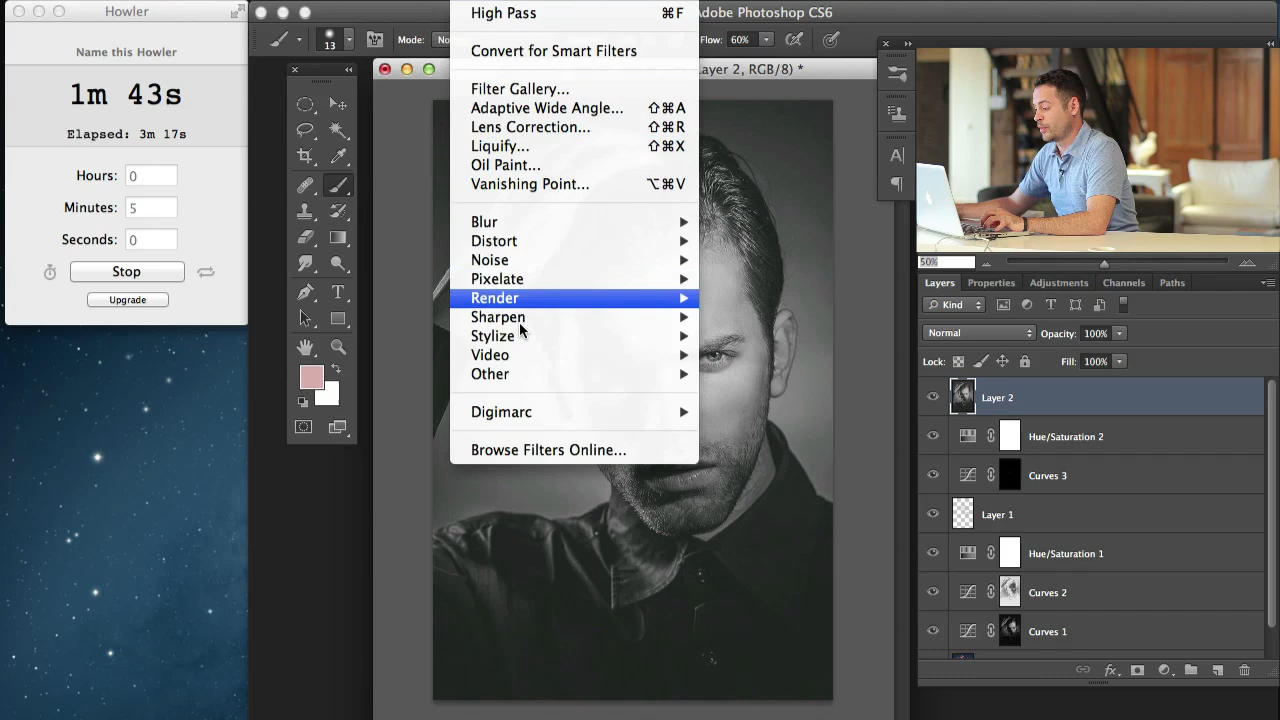 Howler
Name this Howler
1m 43s
Elapsed: 3m 17s
Hours: 0
Minutes: 5
Seconds: 0
Stop
Upgrade
Adobe Photoshop CS6
13
Mode: No
Flow: 60%
Layer 2, RGB/8) *
High Pass ⌘F
Convert for Smart Filters
Filter Gallery...
Adaptive Wide Angle... ⇧⌘A
Lens Correction... ⇧⌘R
Liquify... ⇧⌘X
Oil Paint...
Vanishing Point... ⌥⌘V
Blur
Distort
Noise
Pixelate
Render
Sharpen
Stylize
Video
Other
Digimarc
Browse Filters Online...
50%
Layers Properties Adjustments Channels Paths
Kind
Normal Opacity: 100%
Lock: Fill: 100%
Layer 2
Hue/Saturation 2
Curves 3
Layer 1
Hue/Saturation 1
Curves 2
Curves 1